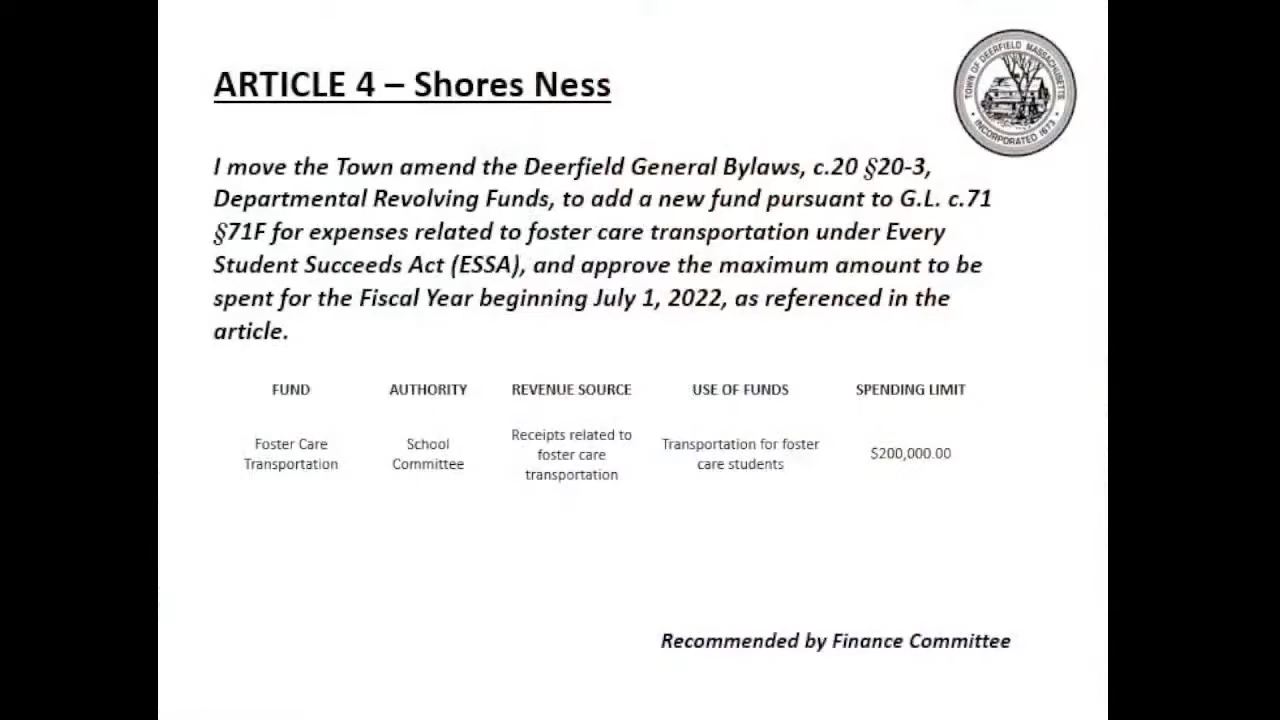 ARTICLE 4 – Shores Ness
TOWN OF DEERFIELD MASSACHUSETTS
INCORPORATED 1673
I move the Town amend the Deerfield General Bylaws, c.20 §20-3,
Departmental Revolving Funds, to add a new fund pursuant to G.L. c.71
§71F for expenses related to foster care transportation under Every
Student Succeeds Act (ESSA), and approve the maximum amount to be
spent for the Fiscal Year beginning July 1, 2022, as referenced in the
article.
FUND AUTHORITY REVENUE SOURCE USE OF FUNDS SPENDING LIMIT
Foster Care
Transportation
School
Committee
Receipts related to
foster care
transportation
Transportation for foster
care students
$200,000.00
Recommended by Finance Committee